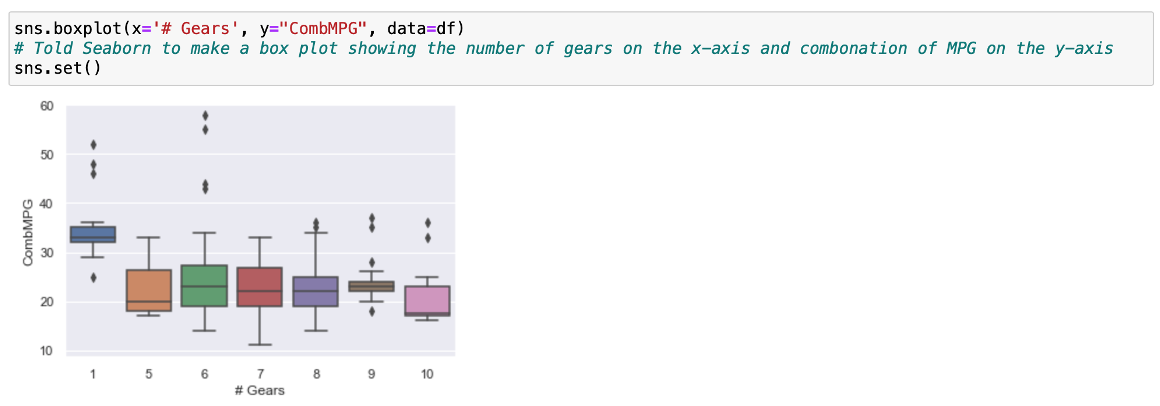 sns.boxplot(x='# Gears', y="CombMPG", data=df)
# Told Seaborn to make a box plot showing the number of gears on the x-axis and combonation of MPG on the y-axis
sns.set()
60
50
40
30
20
10
CombMPG
1 5 6 7 8 9 10
# Gears